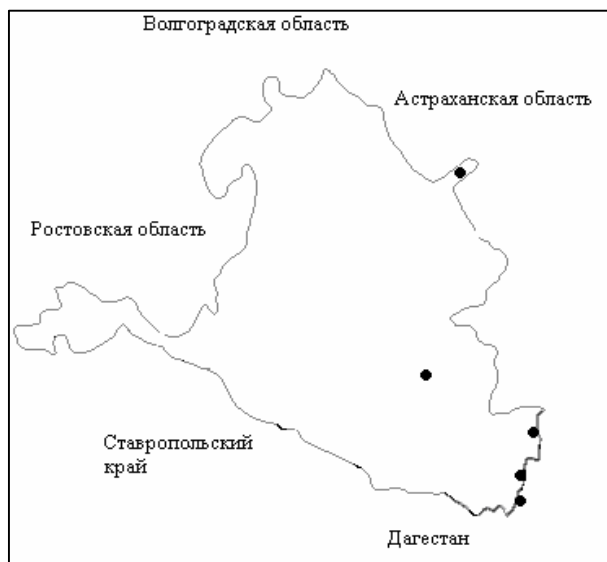 Волгоградская область
Астраханская область
Ростовская область
Ставропольский
край
Дагестан